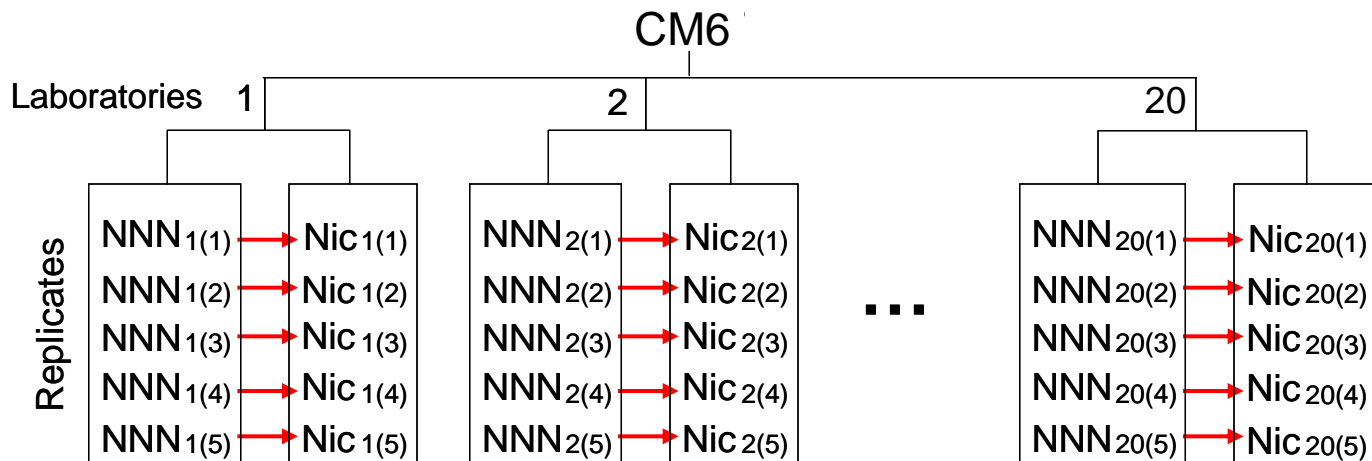 CM6
Laboratories 1 2 20
Replicates
NNN1(1) Nic1(1) NNN2(1) Nic2(1) NNN20(1) Nic20(1)
NNN1(2) Nic1(2) NNN2(2) Nic2(2) NNN20(2) Nic20(2)
NNN1(3) Nic1(3) NNN2(3) Nic2(3) ... NNN20(3) Nic20(3)
NNN1(4) Nic1(4) NNN2(4) Nic2(4) NNN20(4) Nic20(4)
NNN1(5) Nic1(5) NNN2(5) Nic2(5) NNN20(5) Nic20(5)